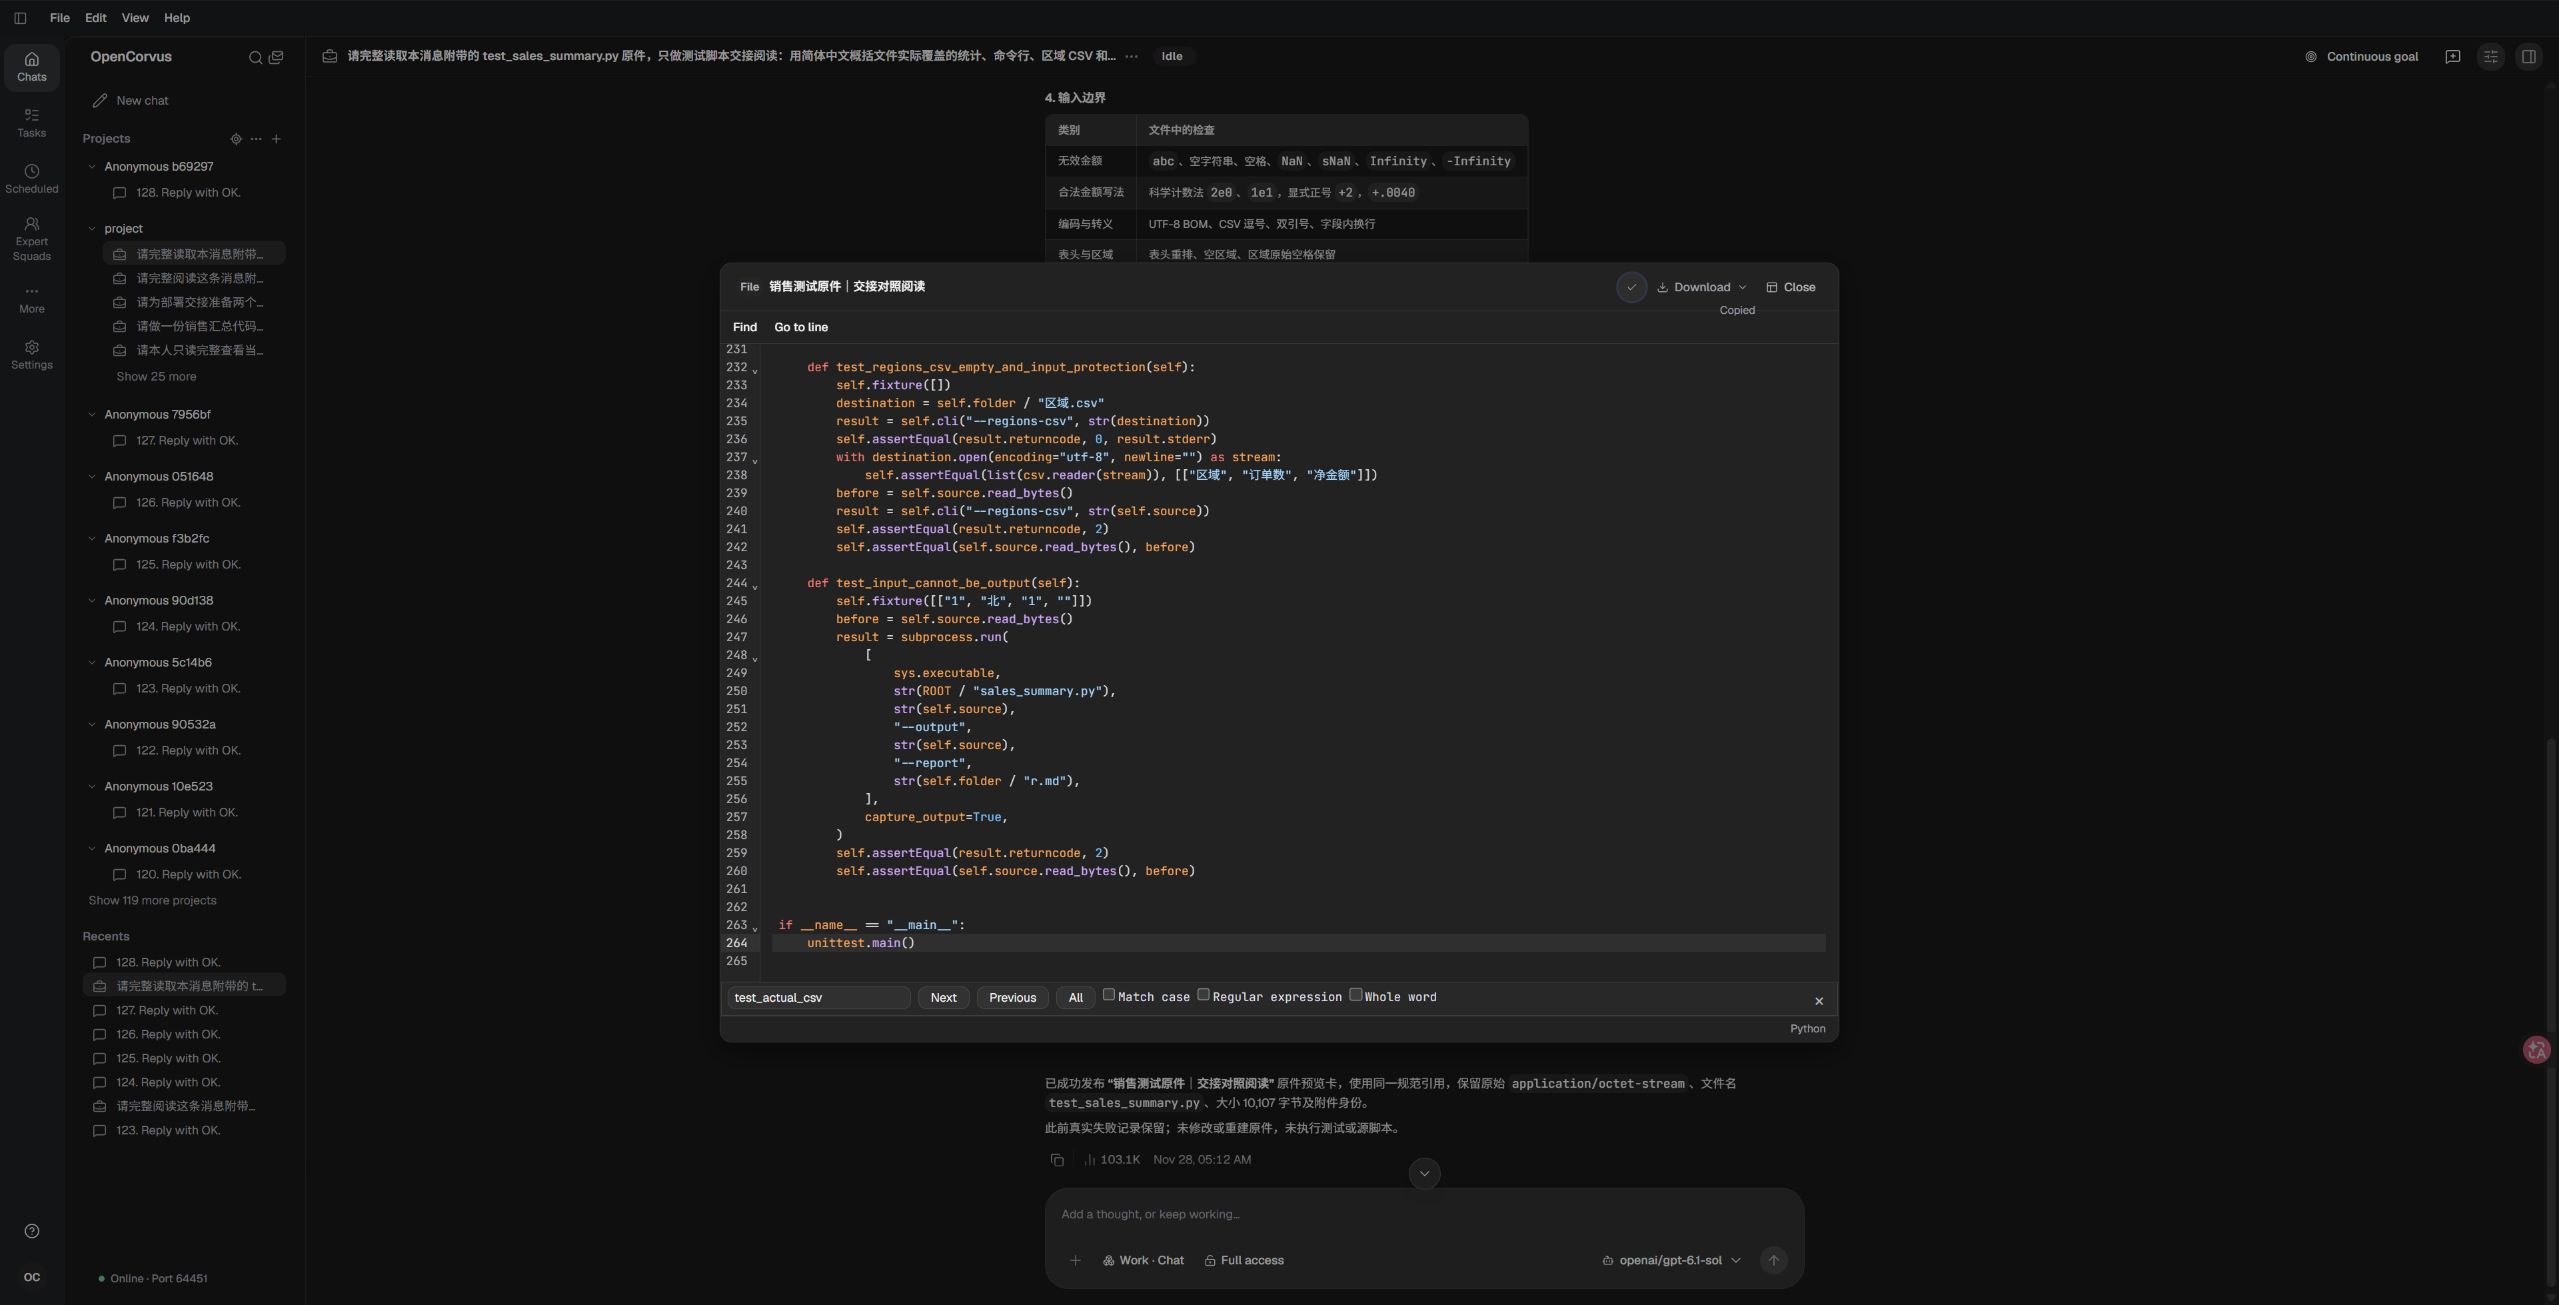 File Edit View Help
Chats
Tasks
Scheduled
Expert
Squads
More
Settings
OC
OpenCorvus
New chat
Projects
Anonymous b69297
128. Reply with OK.
project
请完整读取本消息附带...
请完整阅读这条消息附...
请为部署交接准备两个...
请做一份销售汇总代码...
请本人只读完整查看当...
Show 25 more
Anonymous 7956bf
127. Reply with OK.
Anonymous 051648
126. Reply with OK.
Anonymous f3b2fc
125. Reply with OK.
Anonymous 90d138
124. Reply with OK.
Anonymous 5c14b6
123. Reply with OK.
Anonymous 90532a
122. Reply with OK.
Anonymous 10e523
121. Reply with OK.
Anonymous 0ba444
120. Reply with OK.
Show 119 more projects
Recents
128. Reply with OK.
请完整读取本消息附带的 t...
127. Reply with OK.
126. Reply with OK.
125. Reply with OK.
124. Reply with OK.
请完整阅读这条消息附带...
123. Reply with OK.
Online · Port 64451
请完整读取本消息附带的 test_sales_summary.py 原件，只做测试脚本交接阅读：用简体中文概括文件实际覆盖的统计、命令行、区域 CSV 和... ··· Idle
Continuous goal
4. 输入边界
类别 文件中的检查
无效金额 abc、空字符串、空格、NaN、sNaN、Infinity、-Infinity
合法金额写法 科学计数法 2e0、1e1，显式正号 +2，+.0040
编码与转义 UTF-8 BOM、CSV 逗号、双引号、字段内换行
表头与区域 表头重排、空区域、区域原始空格保留
File 销售测试原件｜交接对照阅读 Download Close
Copied
Find Go to line
231
232 def test_regions_csv_empty_and_input_protection(self):
233 self.fixture([])
234 destination = self.folder / "区域.csv"
235 result = self.cli("--regions-csv", str(destination))
236 self.assertEqual(result.returncode, 0, result.stderr)
237 with destination.open(encoding="utf-8", newline="") as stream:
238 self.assertEqual(list(csv.reader(stream)), [["区域", "订单数", "净金额"]])
239 before = self.source.read_bytes()
240 result = self.cli("--regions-csv", str(self.source))
241 self.assertEqual(result.returncode, 2)
242 self.assertEqual(self.source.read_bytes(), before)
243
244 def test_input_cannot_be_output(self):
245 self.fixture([["1", "北", "1", ""]])
246 before = self.source.read_bytes()
247 result = subprocess.run(
248 [
249 sys.executable,
250 str(ROOT / "sales_summary.py"),
251 str(self.source),
252 "--output",
253 str(self.source),
254 "--report",
255 str(self.folder / "r.md"),
256 ],
257 capture_output=True,
258 )
259 self.assertEqual(result.returncode, 2)
260 self.assertEqual(self.source.read_bytes(), before)
261
262
263 if __name__ == "__main__":
264 unittest.main()
265
test_actual_csv Next Previous All Match case Regular expression Whole word ×
Python
已成功发布 “销售测试原件｜交接对照阅读” 原件预览卡，使用同一规范引用，保留原始 application/octet-stream、文件名
test_sales_summary.py、大小 10,107 字节及附件身份。
此前真实失败记录保留；未修改或重建原件，未执行测试或源脚本。
103.1K Nov 28, 05:12 AM
Add a thought, or keep working...
Work · Chat Full access openai/gpt-6.1-sol